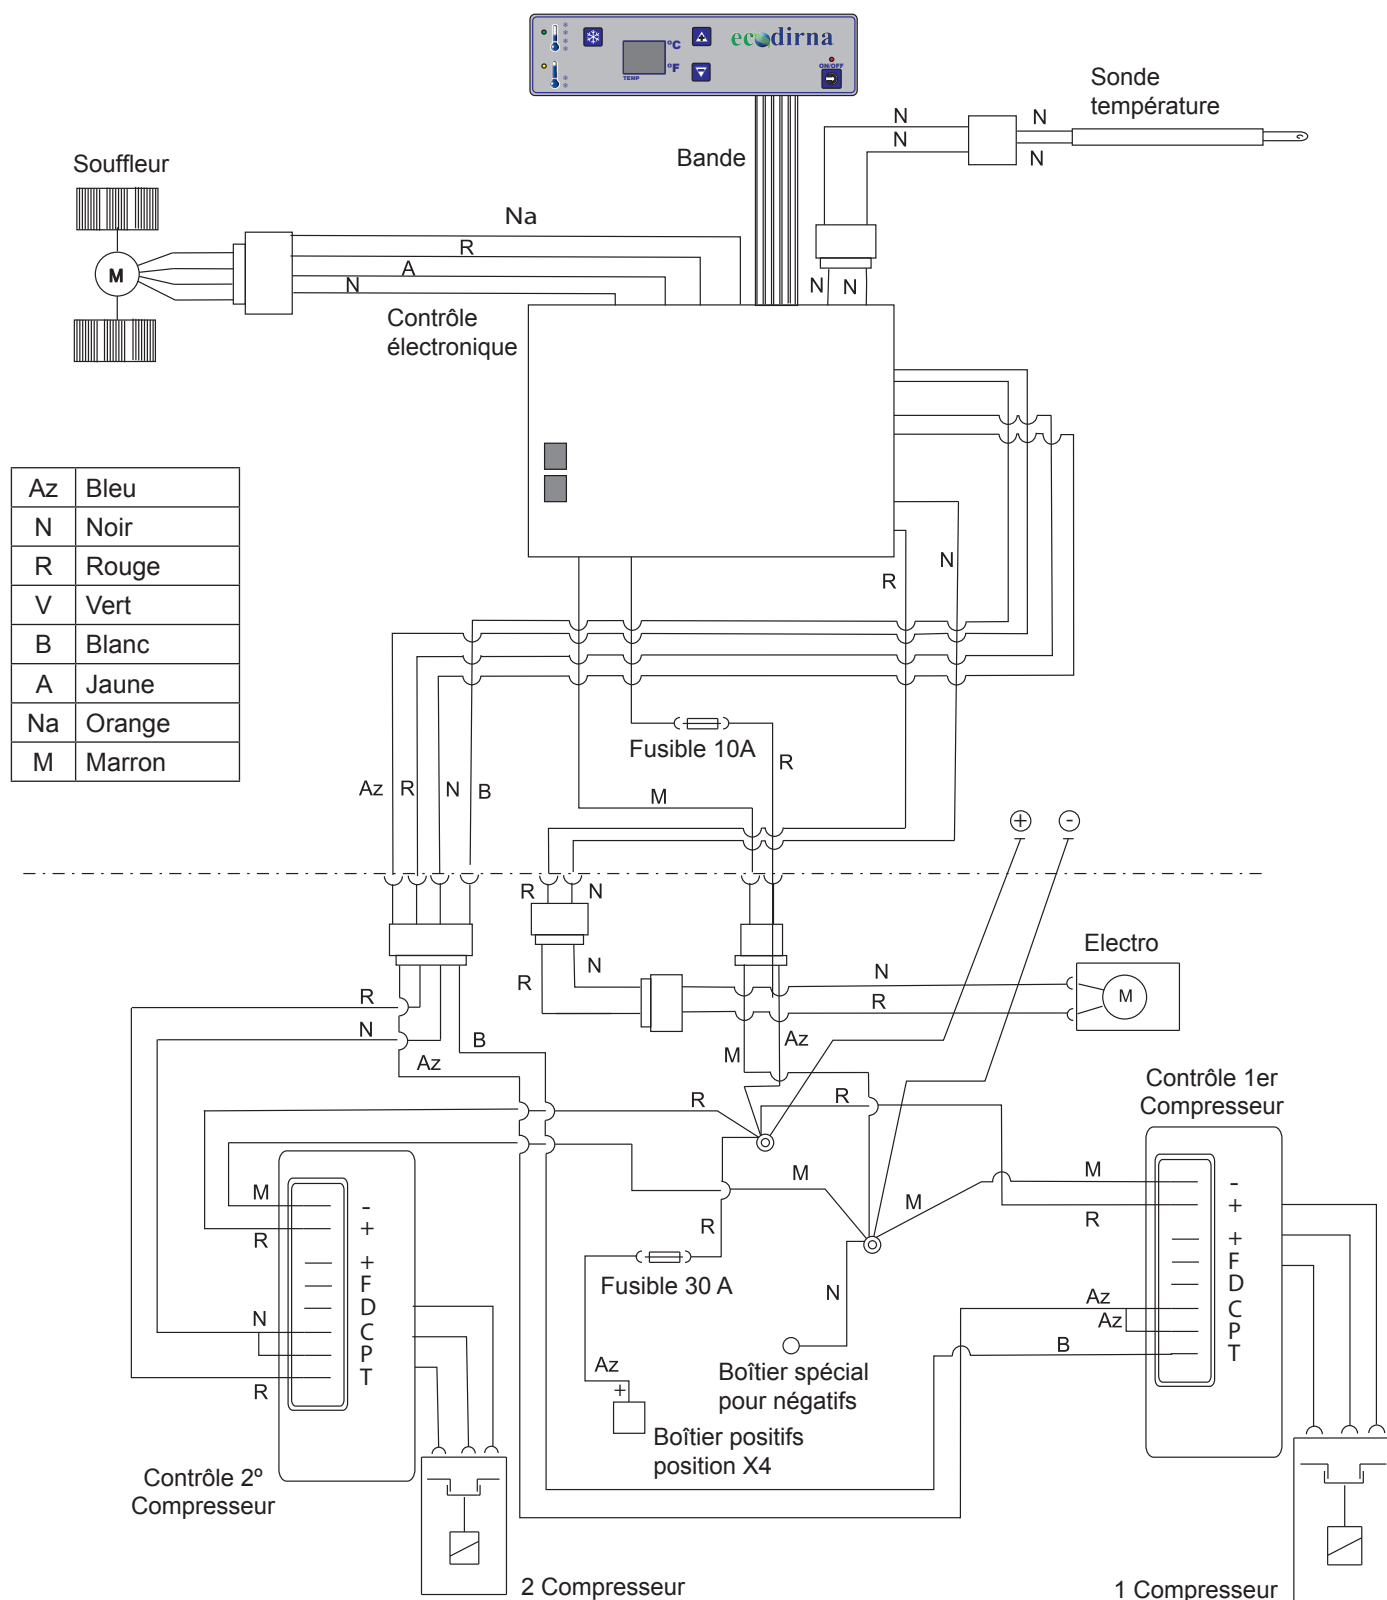 °C
°F
TEMP
ecodirna
ON/OFF
Sonde
température
N
N
N
N
Bande
Souffleur
M
Na
R
A
N
N
N
Contrôle
électronique
Az Bleu
N Noir
R Rouge
V Vert
B Blanc
A Jaune
Na Orange
M Marron
R
N
Fusible 10A
R
Az
R
N
B
M
+
-
R
N
Electro
M
R
N
N
R
R
N
Az
B
M
Az
Contrôle 1er
Compresseur
R
R
M
M
M
R
-
+
+
F
D
C
P
T
Az
Az
B
M
R
-
+
+
F
D
C
P
T
N
R
R
Fusible 30 A
N
Az
+
Boîtier spécial
pour négatifs
Boîtier positifs
position X4
Contrôle 2º
Compresseur
2 Compresseur
1 Compresseur